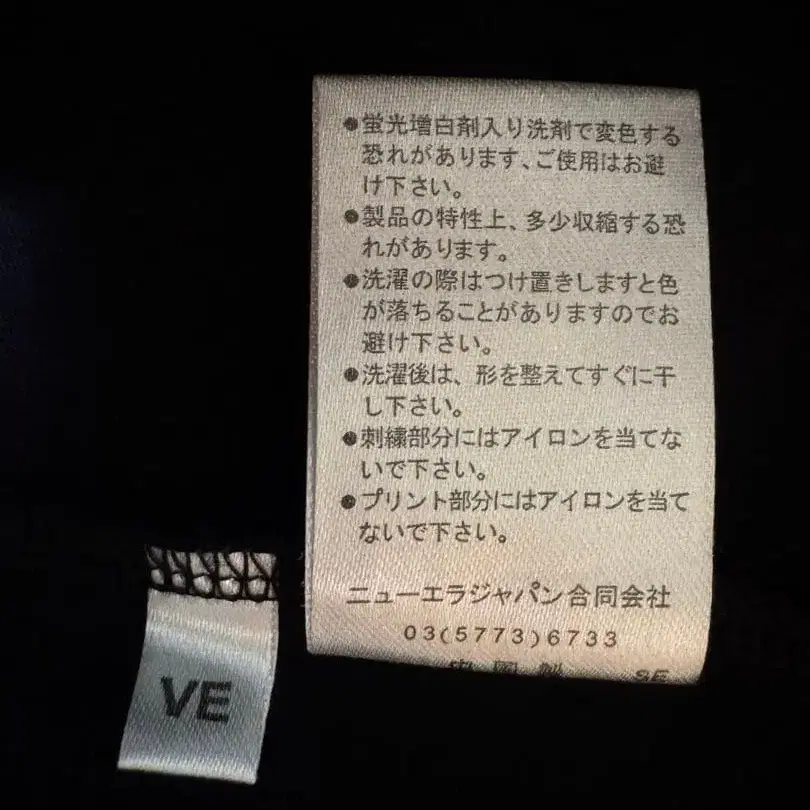 ●蛍光増白剤入り洗剤で変色する
恐れがあります、ご使用はお避
け下さい。
●製品の特性上、多少収縮する恐
れがあります。
●洗濯の際はつけ置きしますと色
が落ちることがありますのでお
避け下さい。
●洗濯後は、形を整えてすぐに干
し下さい。
●刺繍部分にはアイロンを当てな
いで下さい。
●プリント部分にはアイロンを当て
ないで下さい。
ニューエラジャパン合同会社
03(5773)6733
中国製 SE
VE